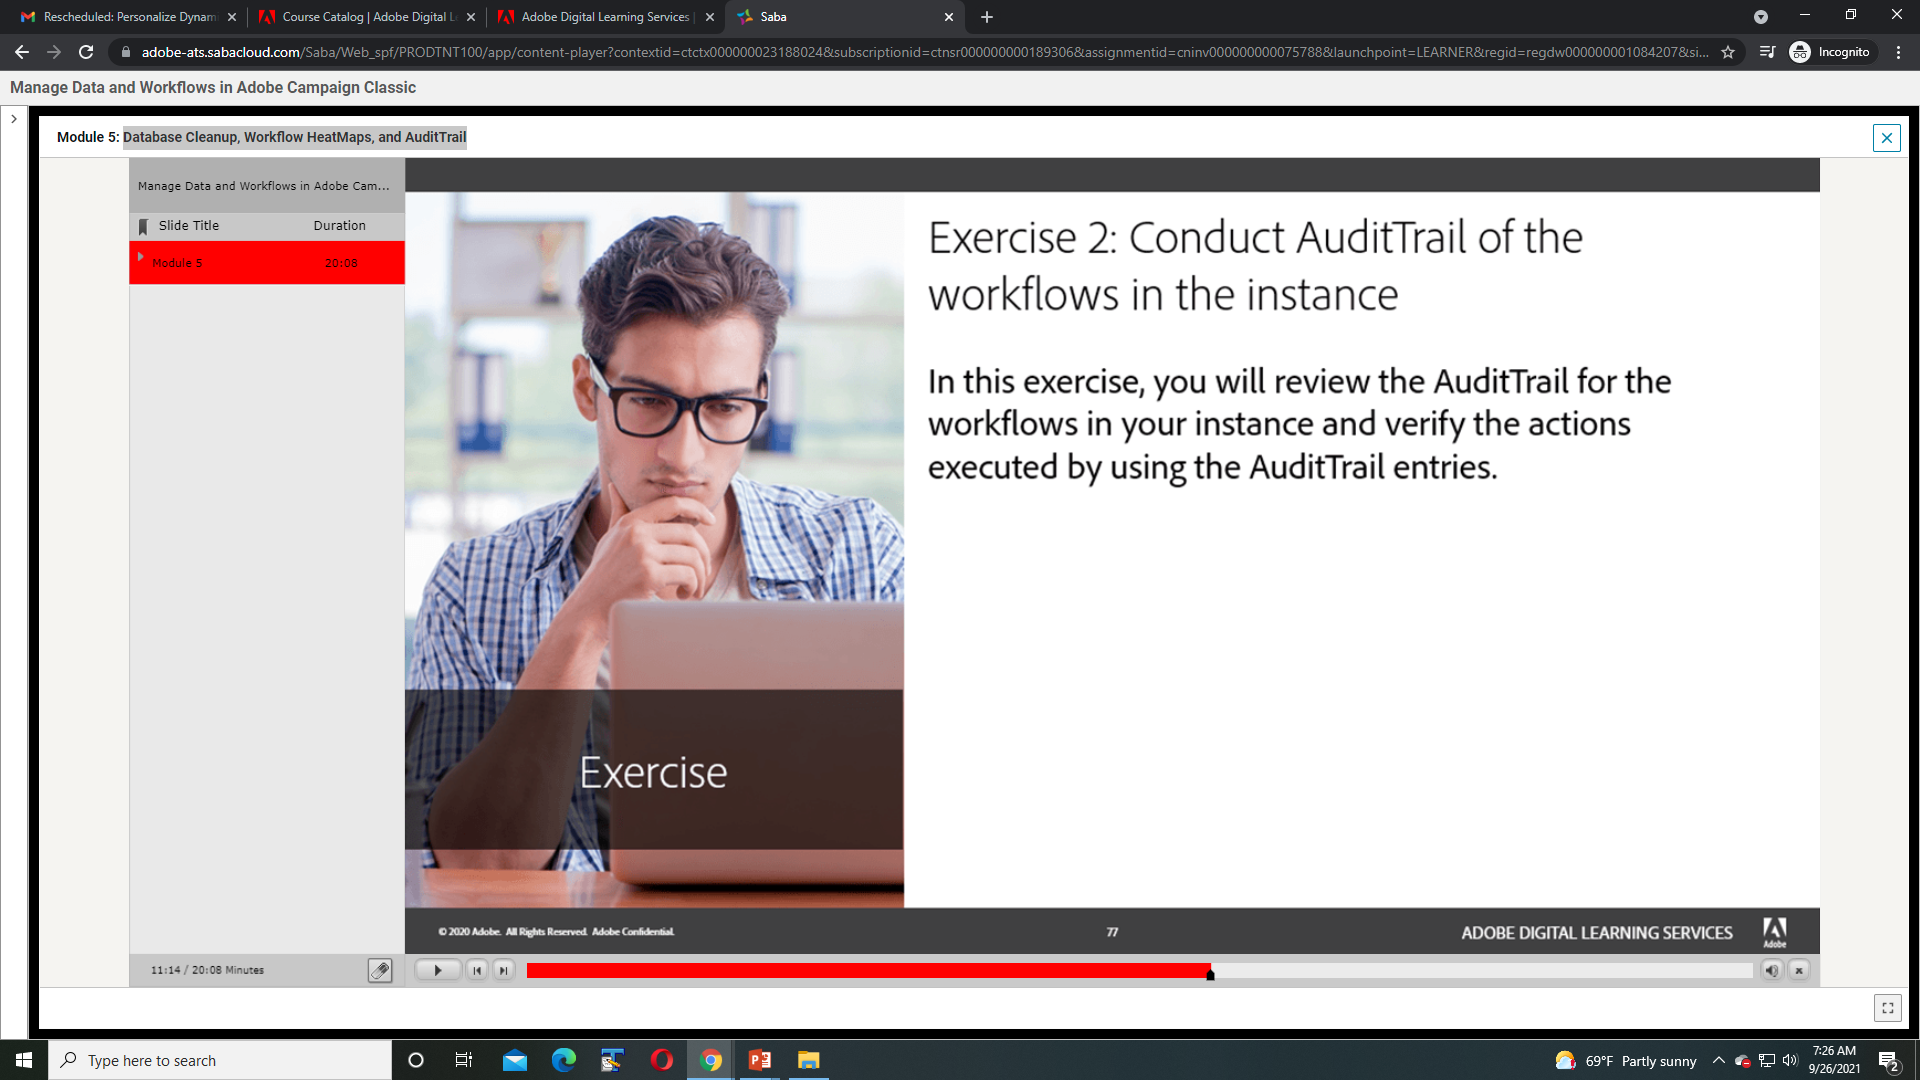 Rescheduled: Personalize Dynami
Course Catalog | Adobe Digital Le
Adobe Digital Learning Services |
Saba
adobe-ats.sabacloud.com/Saba/Web_spf/PRODTNT100/app/content-player?contextid=ctctx000000023188024&subscriptionid=ctnsr0000000000189306&assignmentid=cninv000000000075788&launchpoint=LEARNER&regid=regdw000000001084207&si...
Incognito
Manage Data and Workflows in Adobe Campaign Classic
Module 5: Database Cleanup, Workflow HeatMaps, and AuditTrail
Manage Data and Workflows in Adobe Cam...
Slide Title Duration
Module 5 20:08
Exercise 2: Conduct AuditTrail of the
workflows in the instance
In this exercise, you will review the AuditTrail for the
workflows in your instance and verify the actions
executed by using the AuditTrail entries.
Exercise
© 2020 Adobe. All Rights Reserved. Adobe Confidential.
77
ADOBE DIGITAL LEARNING SERVICES
Adobe
11:14 / 20:08 Minutes
Type here to search
69°F Partly sunny
7:26 AM
9/26/2021
2